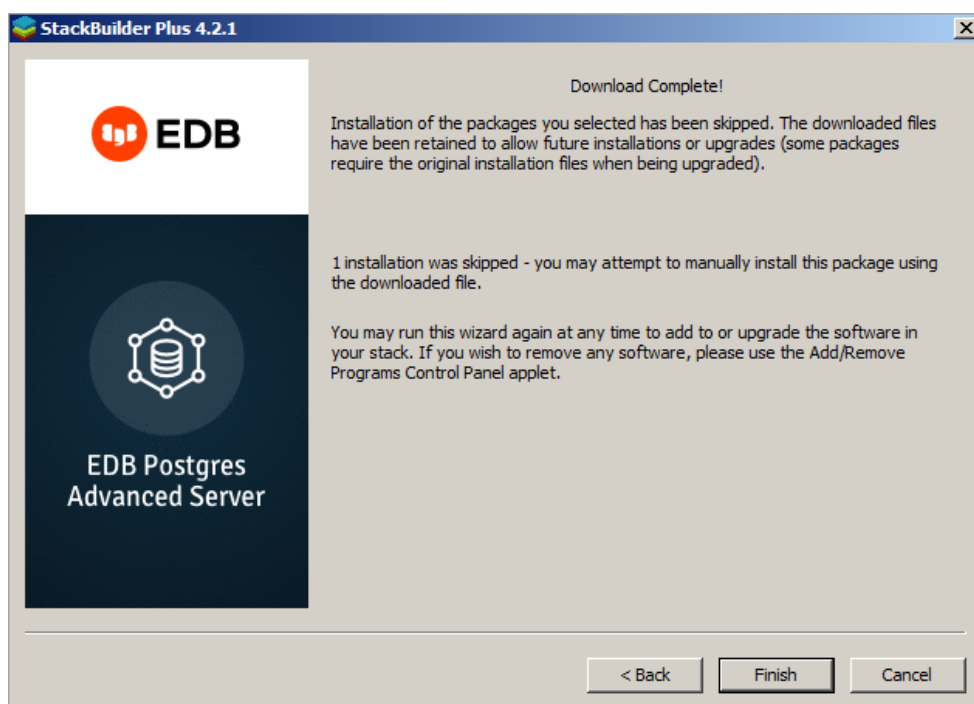 StackBuilder Plus 4.2.1
EDB
Download Complete!
Installation of the packages you selected has been skipped. The downloaded files
have been retained to allow future installations or upgrades (some packages
require the original installation files when being upgraded).
1 installation was skipped - you may attempt to manually install this package using
the downloaded file.
You may run this wizard again at any time to add to or upgrade the software in
your stack. If you wish to remove any software, please use the Add/Remove
Programs Control Panel applet.
EDB Postgres
Advanced Server
< Back
Finish
Cancel